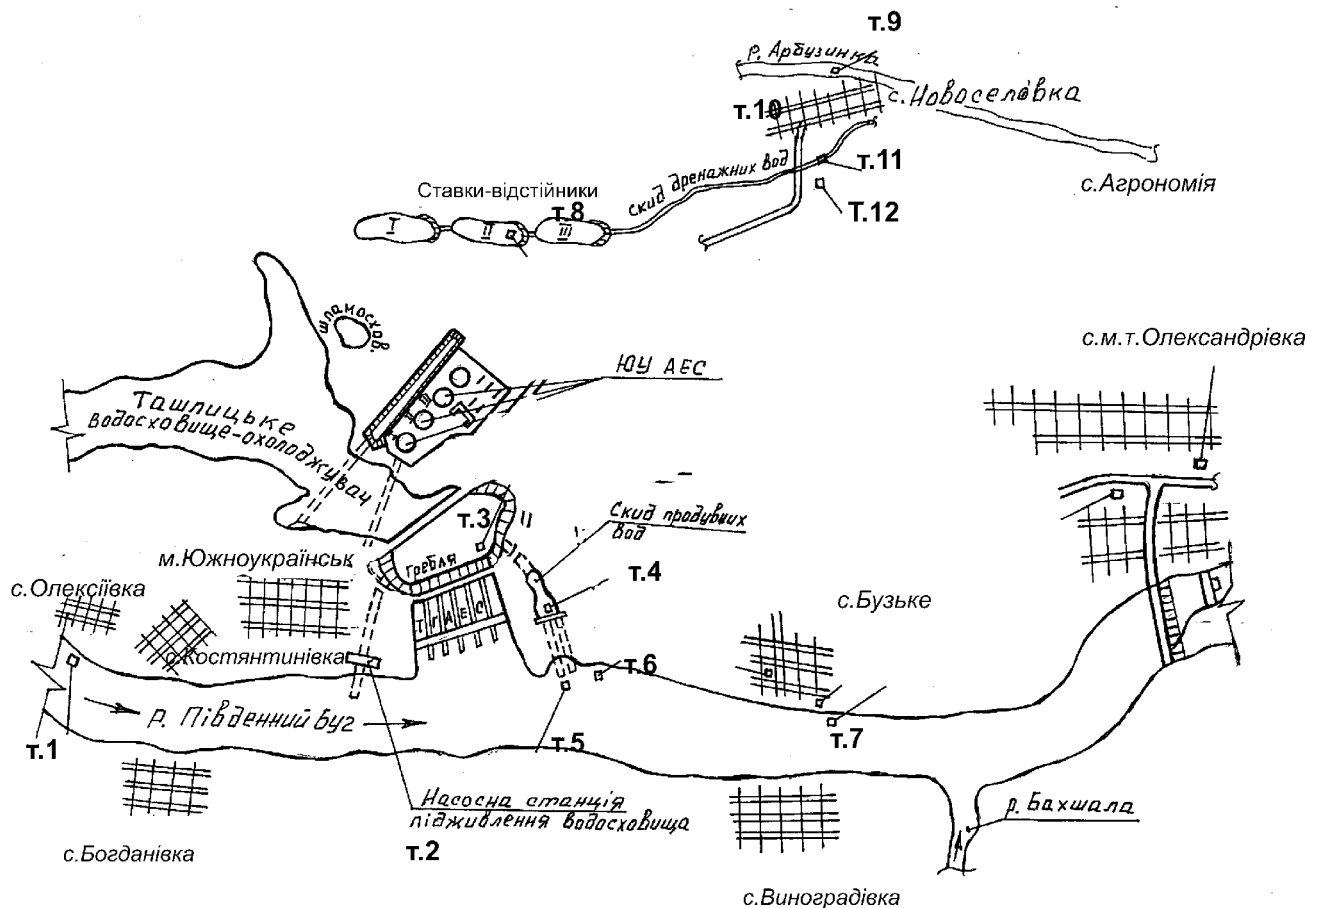 т.9
р. Арбузинка
с. Новоселовка
т.10
т.11
с.Агрономія
скид дренажних вод
Ставки-відстійники
т.8
Т.12
I
II
III
шламосхов.
с.м.т.Олександрівка
ЮУ АЕС
Ташлицьке
водосховище-охолоджувач
т.3
Скид продувних
вод
м.Южноукраїнськ
гребля
т.4
с.Олексіївка
с.Бузьке
ТГАЕС
с.Костянтинівка
т.6
р. Південний Буг
т.1
т.5
т.7
Насосна станція
підживлення водосховища
р. Бахшала
т.2
с.Богданівка
с.Виноградівка